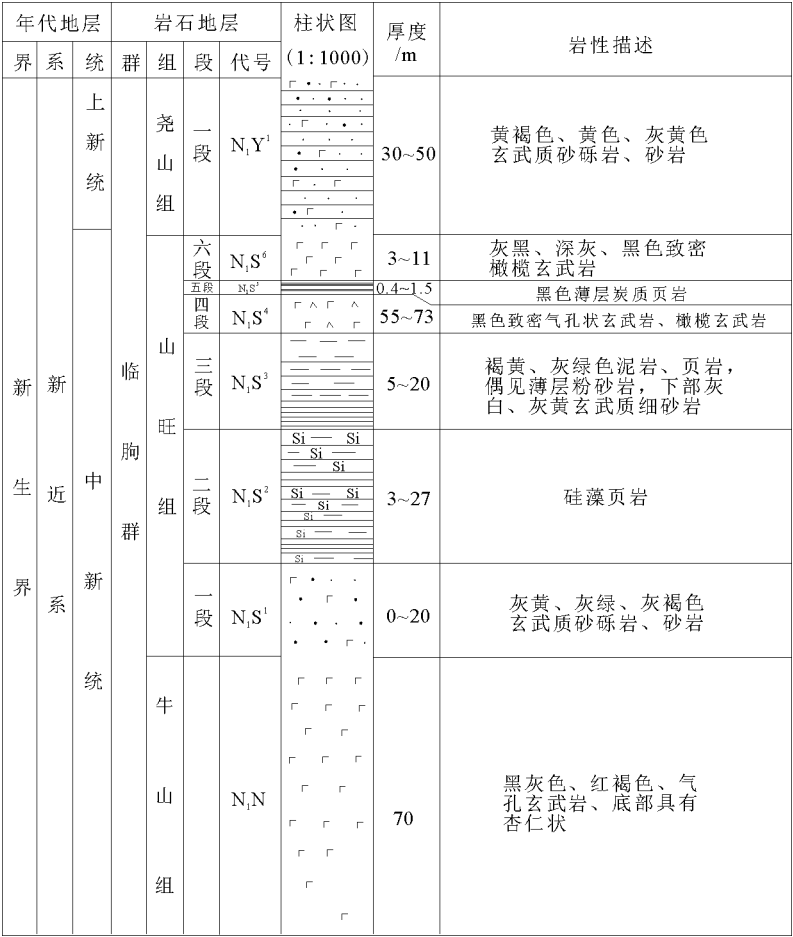 年代地层 岩石地层 柱状图 厚度 岩性描述
界 系 统 群 组 段 代号 (1:1000) /m
新生界
新近系
上新统
中新统
临朐群
尧山组
一段 N₁Y¹ 30~50 黄褐色、黄色、灰黄色
玄武质砂砾岩、砂岩
山旺组
六段 N₁S⁶ 3~11 灰黑、深灰、黑色致密
橄榄玄武岩
五段 N₁S⁵ 0.4~1.5 黑色薄层炭质页岩
四段 N₁S⁴ 55~73 黑色致密气孔状玄武岩、橄榄玄武岩
三段 N₁S³ 5~20 褐黄、灰绿色泥岩、页岩，
偶见薄层粉砂岩，下部灰
白、灰黄玄武质细砂岩
二段 N₁S² 3~27 硅藻页岩
Si Si
Si
Si
Si Si
Si
Si
Si
Si
一段 N₁S¹ 0~20 灰黄、灰绿、灰褐色
玄武质砂砾岩、砂岩
牛山组
N₁N 70 黑灰色、红褐色、气
孔玄武岩、底部具有
杏仁状